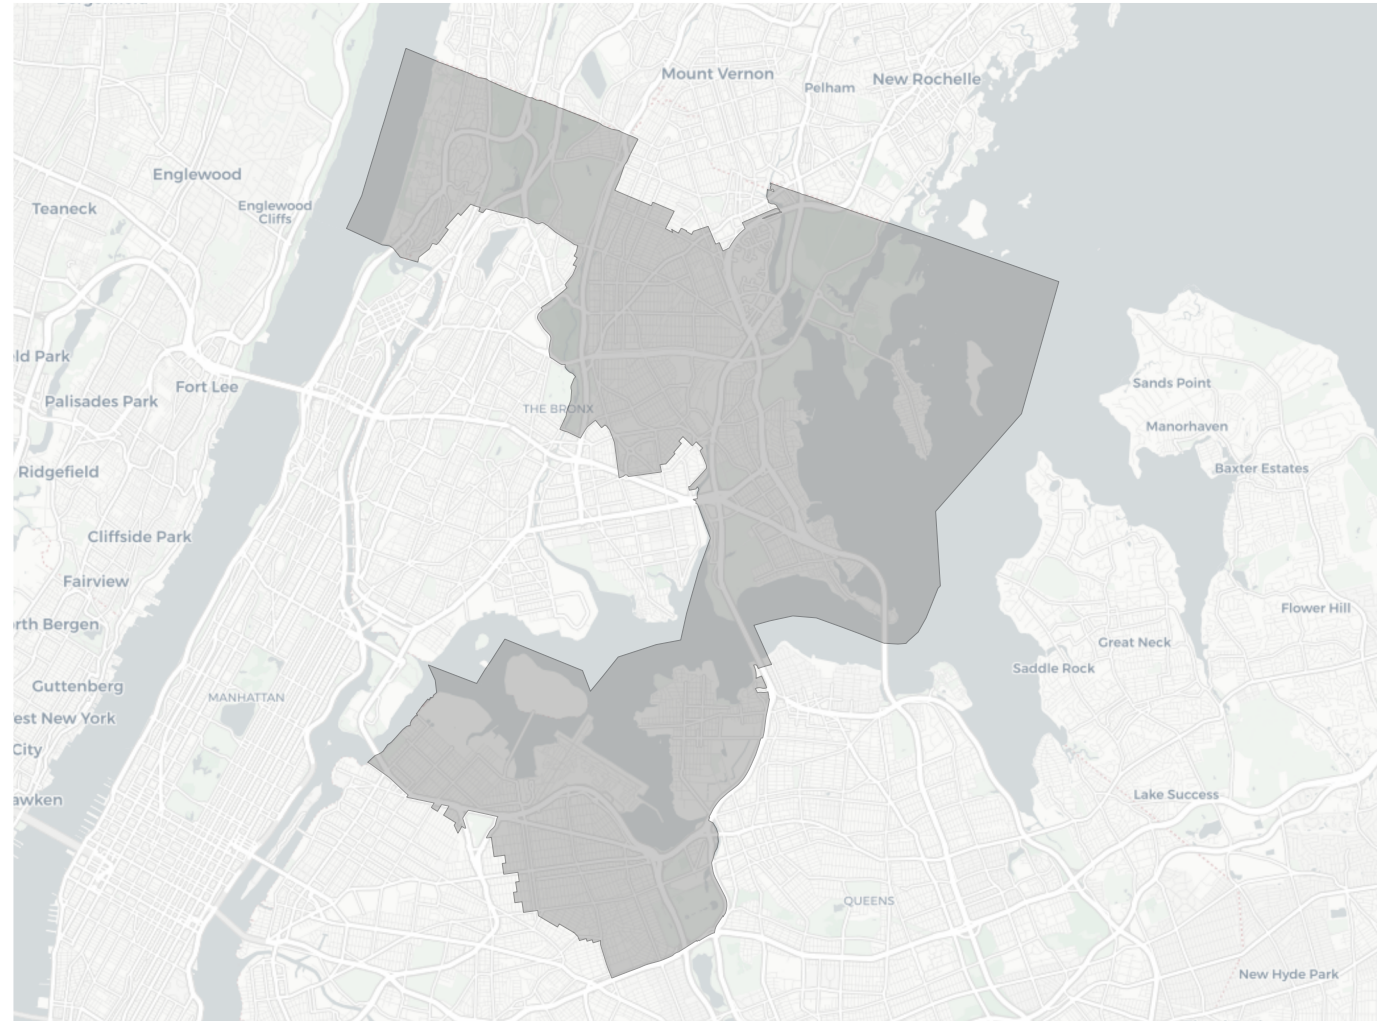 Mount Vernon
Pelham
New Rochelle
Englewood
Englewood
Cliffs
Teaneck
ld Park
Fort Lee
Palisades Park
Sands Point
THE BRONX
Manorhaven
Ridgefield
Baxter Estates
Cliffside Park
Fairview
Flower Hill
rth Bergen
Great Neck
Saddle Rock
Guttenberg
MANHATTAN
est New York
City
Lake Success
awken
QUEENS
New Hyde Park